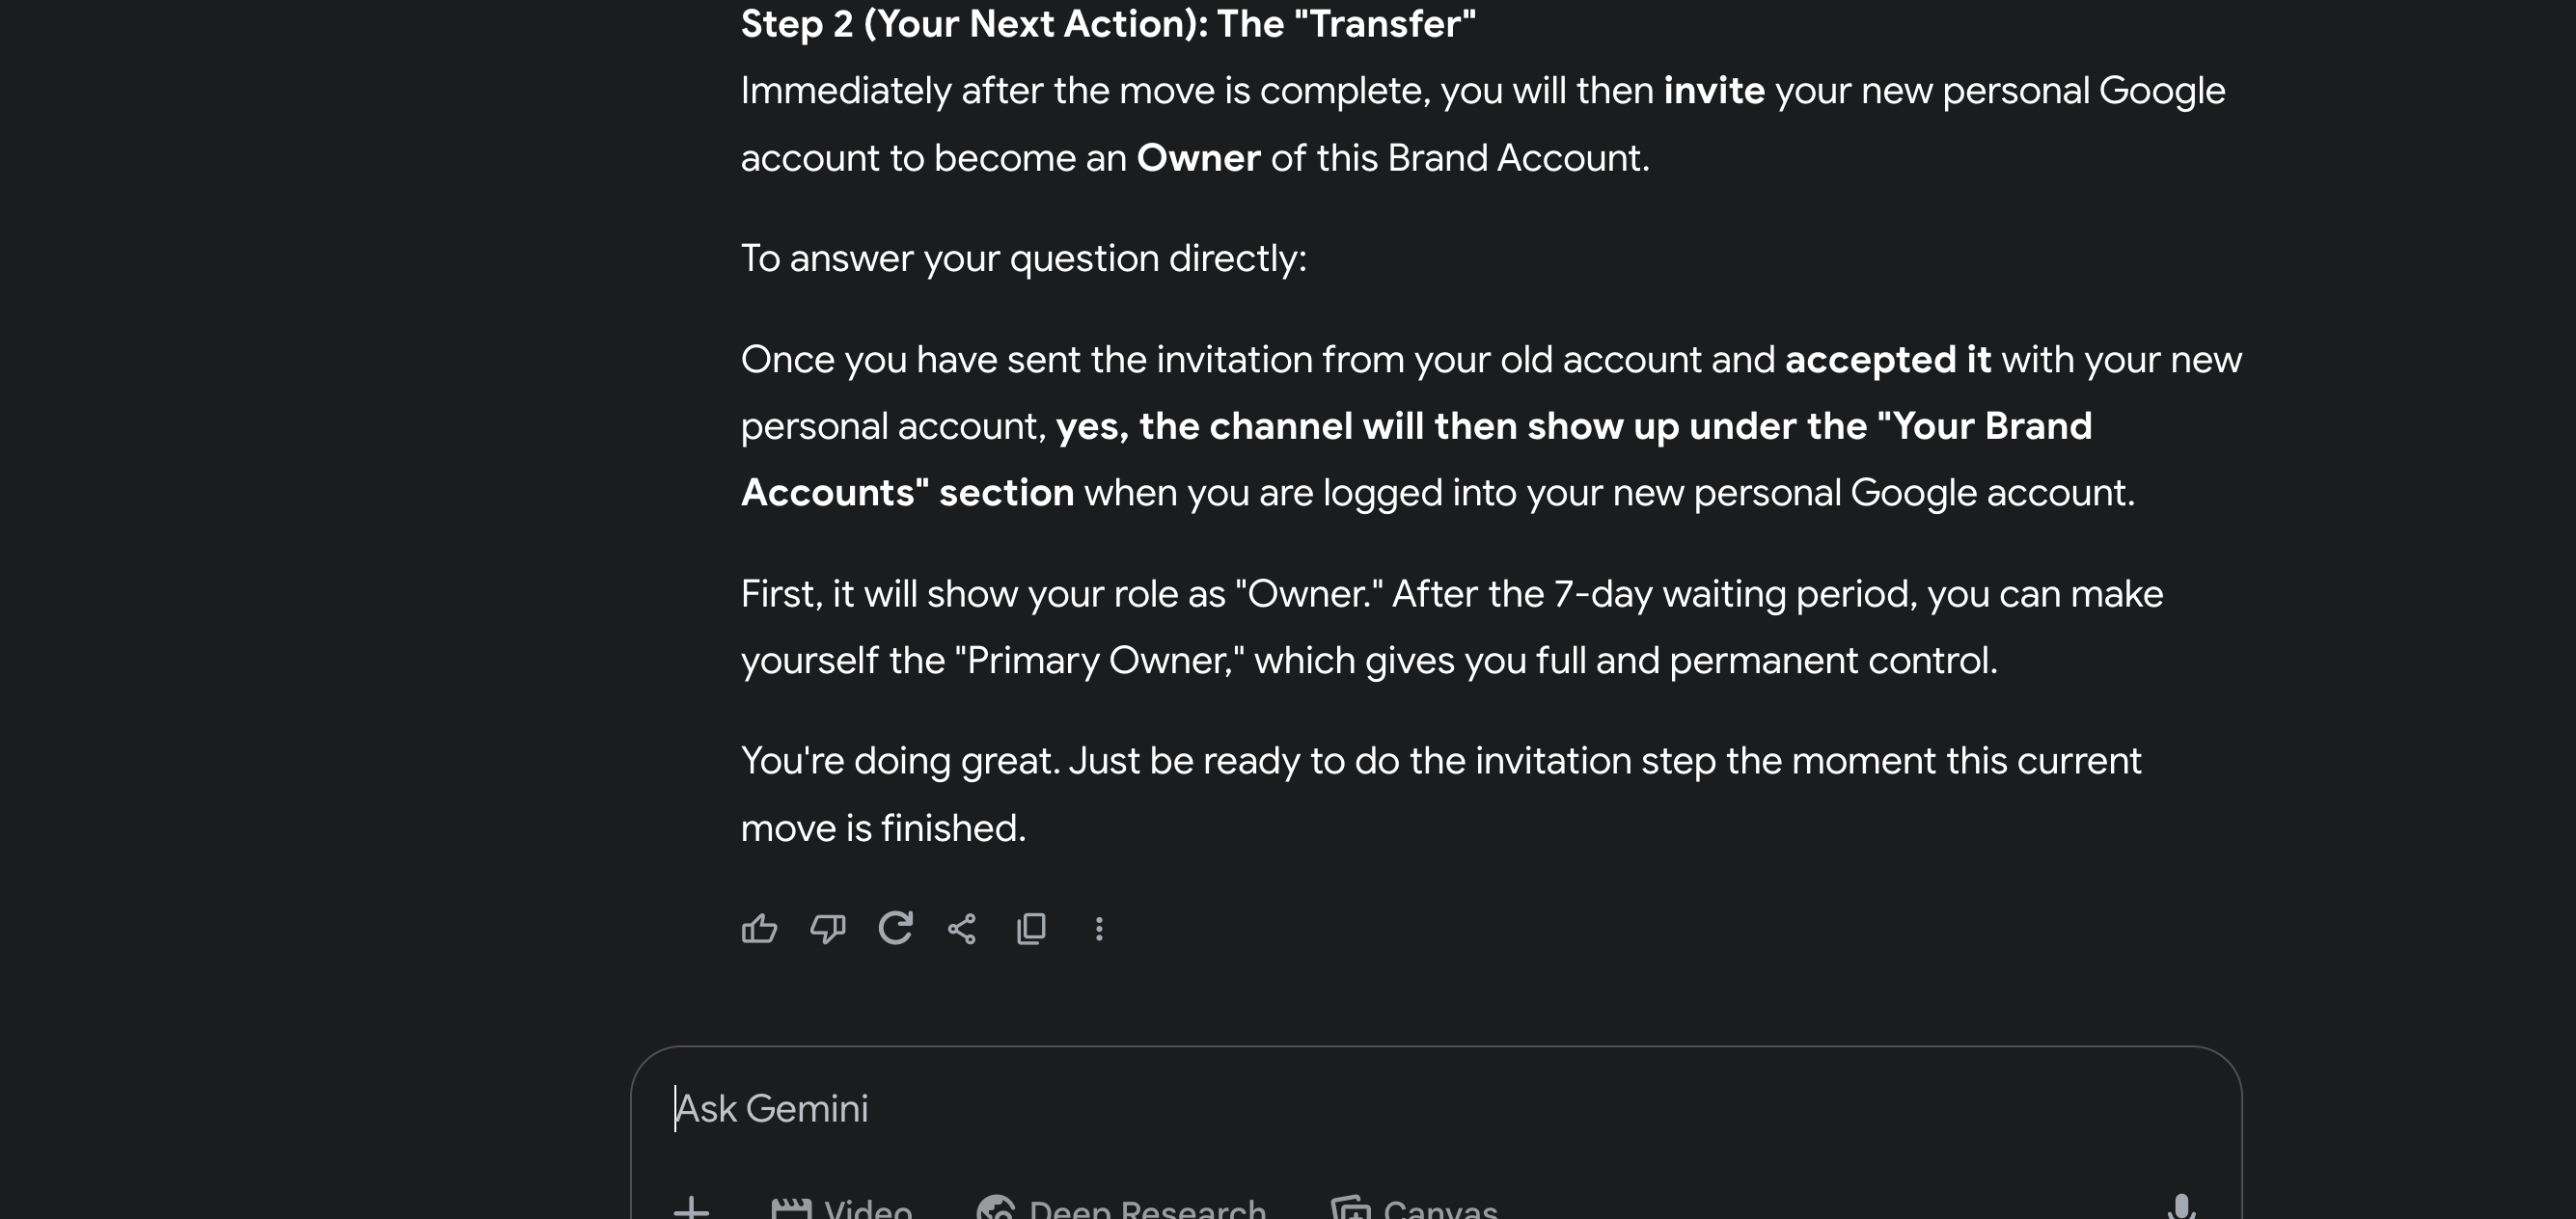 Step 2 (Your Next Action): The "Transfer"
Immediately after the move is complete, you will then invite your new personal Google
account to become an Owner of this Brand Account.
To answer your question directly:
Once you have sent the invitation from your old account and accepted it with your new
personal account, yes, the channel will then show up under the "Your Brand
Accounts" section when you are logged into your new personal Google account.
First, it will show your role as "Owner." After the 7-day waiting period, you can make
yourself the "Primary Owner," which gives you full and permanent control.
You're doing great. Just be ready to do the invitation step the moment this current
move is finished.
Ask Gemini
Video Deep Research Canvas